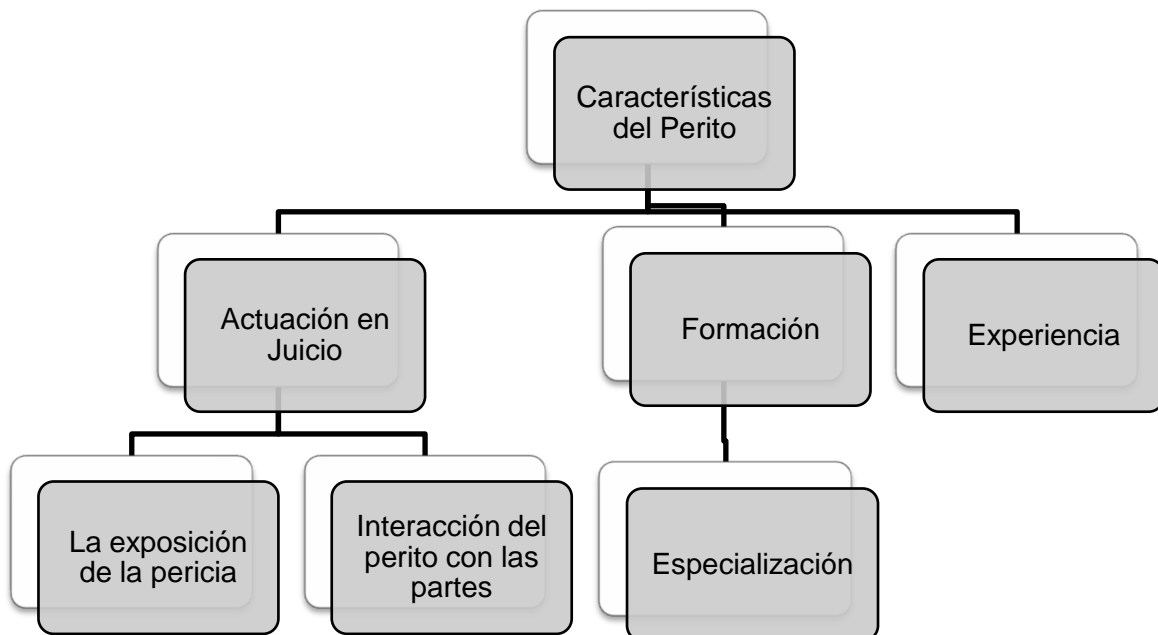 Características
del Perito
Actuación en
Juicio
Formación
Experiencia
La exposición
de la pericia
Interacción del
perito con las
partes
Especialización